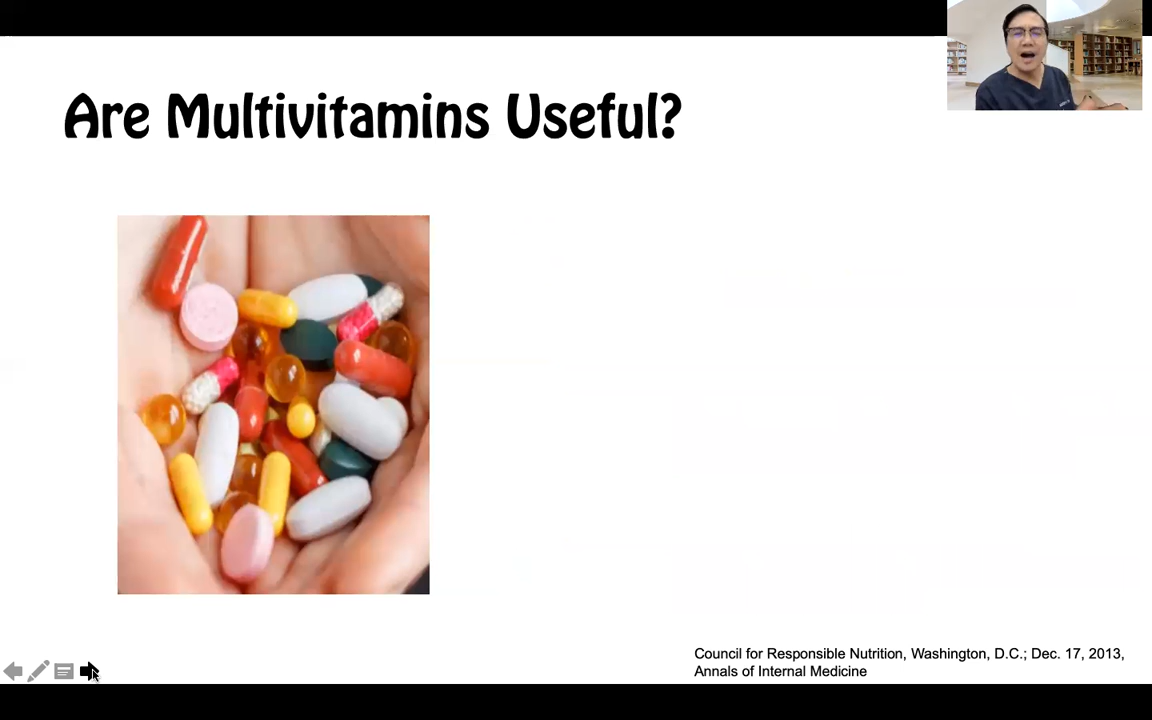 Are Multivitamins Useful?
Council for Responsible Nutrition, Washington, D.C.; Dec. 17, 2013,
Annals of Internal Medicine